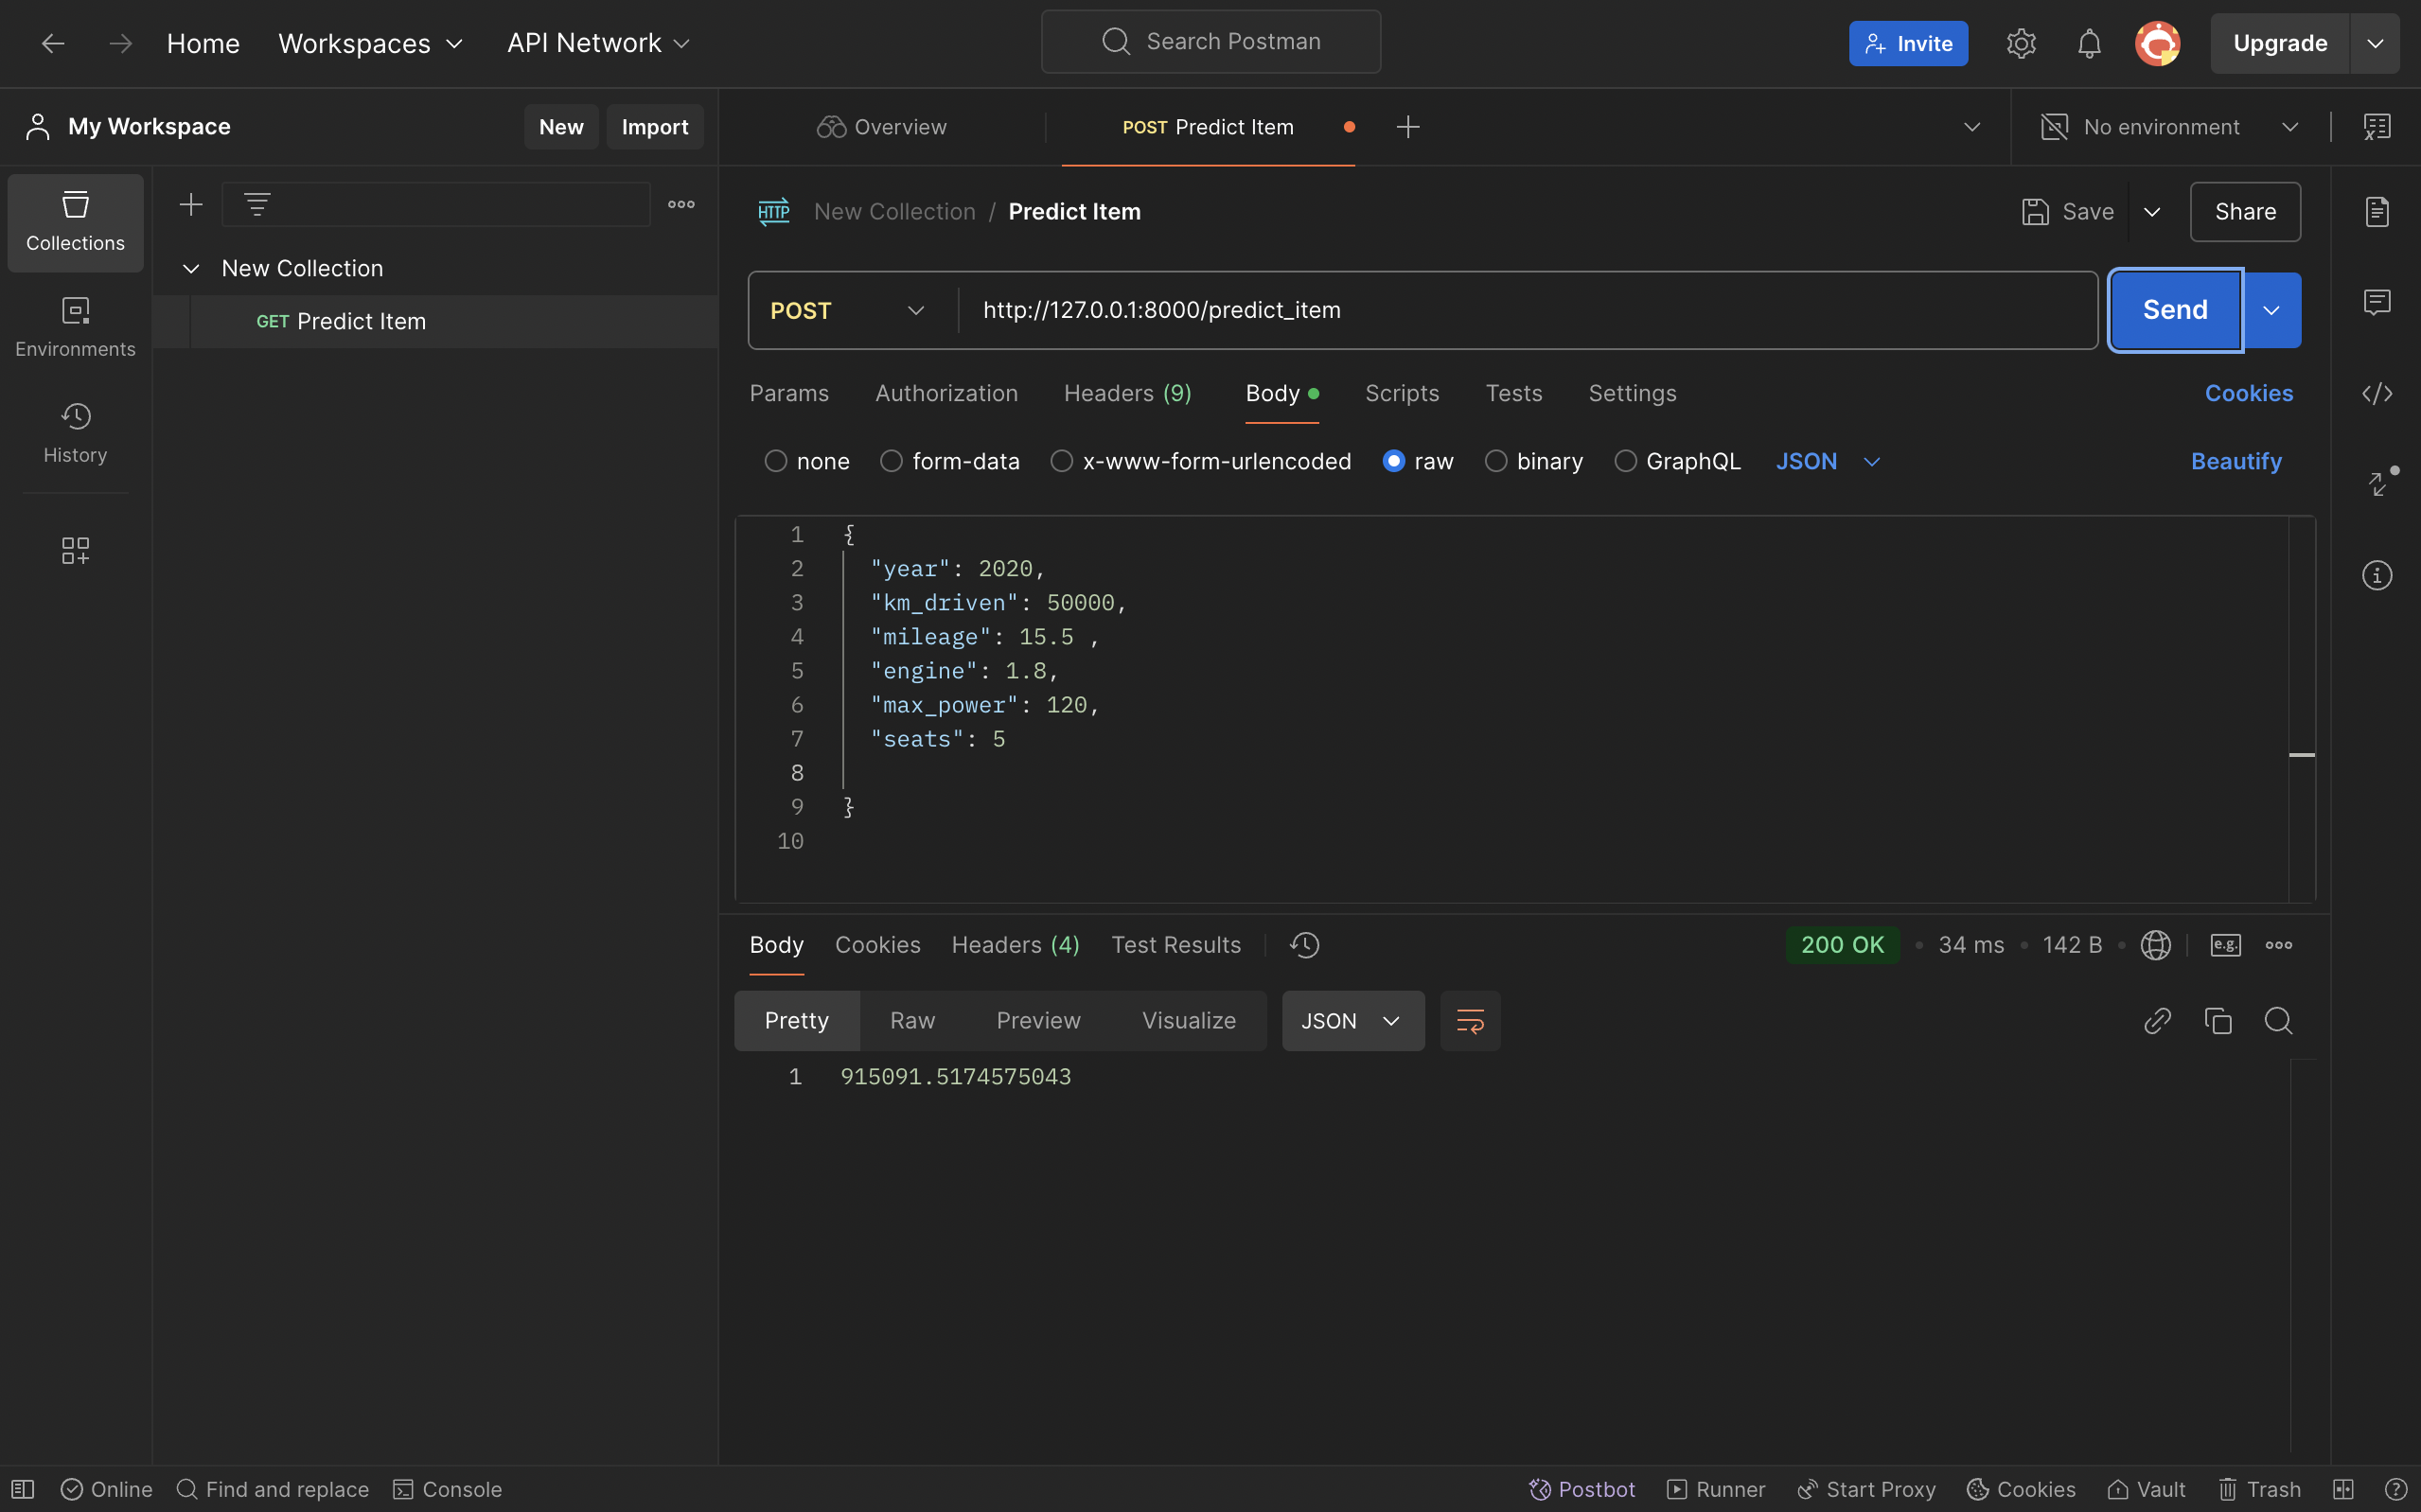 Home Workspaces API Network Search Postman Invite Upgrade
My Workspace New Import Overview POST Predict Item No environment
Collections
Environments
History
New Collection
GET Predict Item
HTTP New Collection / Predict Item Save Share
POST http://127.0.0.1:8000/predict_item Send
Params Authorization Headers (9) Body Scripts Tests Settings Cookies
none form-data x-www-form-urlencoded raw binary GraphQL JSON Beautify
1 {
2 "year": 2020,
3 "km_driven": 50000,
4 "mileage": 15.5 ,
5 "engine": 1.8,
6 "max_power": 120,
7 "seats": 5
8
9 }
10
Body Cookies Headers (4) Test Results 200 OK • 34 ms • 142 B • e.g.
Pretty Raw Preview Visualize JSON
1 915091.5174575043
Online Find and replace Console Postbot Runner Start Proxy Cookies Vault Trash